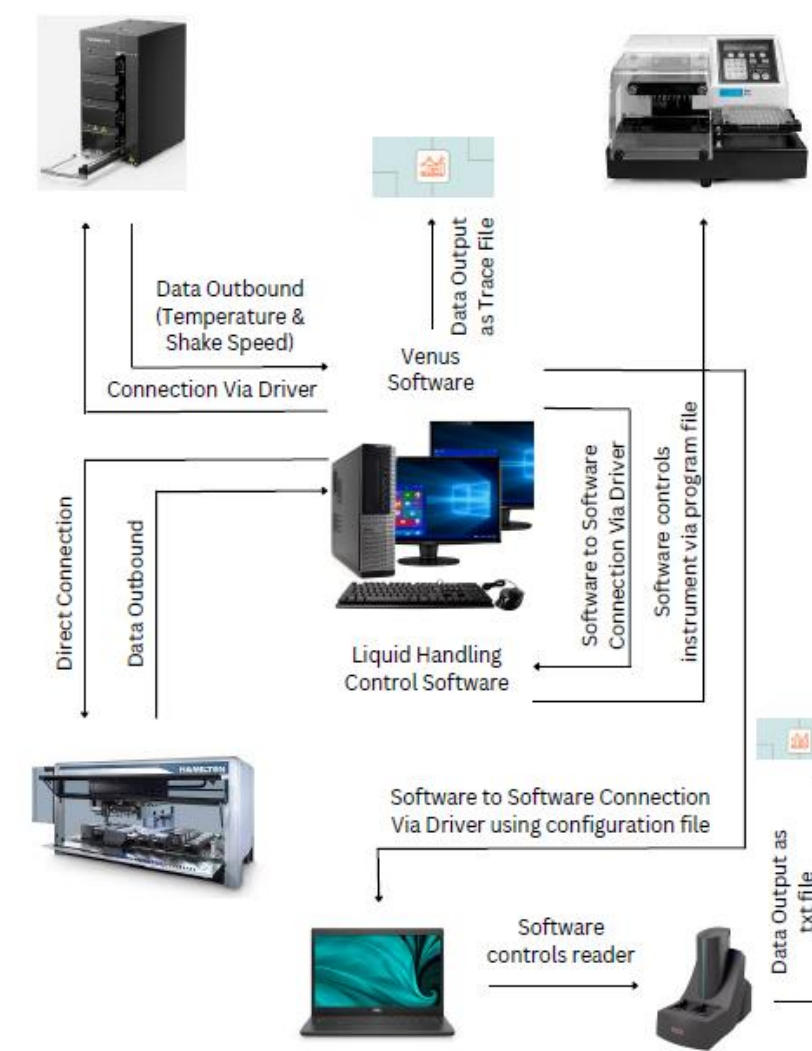 Data Output
as Trace File
Data Outbound
(Temperature &
Shake Speed)
Venus
Software
Connection Via Driver
Direct Connection
Data Outbound
Software to Software
Connection Via Driver
Software controls
instrument via program file
Liquid Handling
Control Software
HAMILTON
Software to Software Connection
Via Driver using configuration file
Data Output as
txt file
Software
controls reader